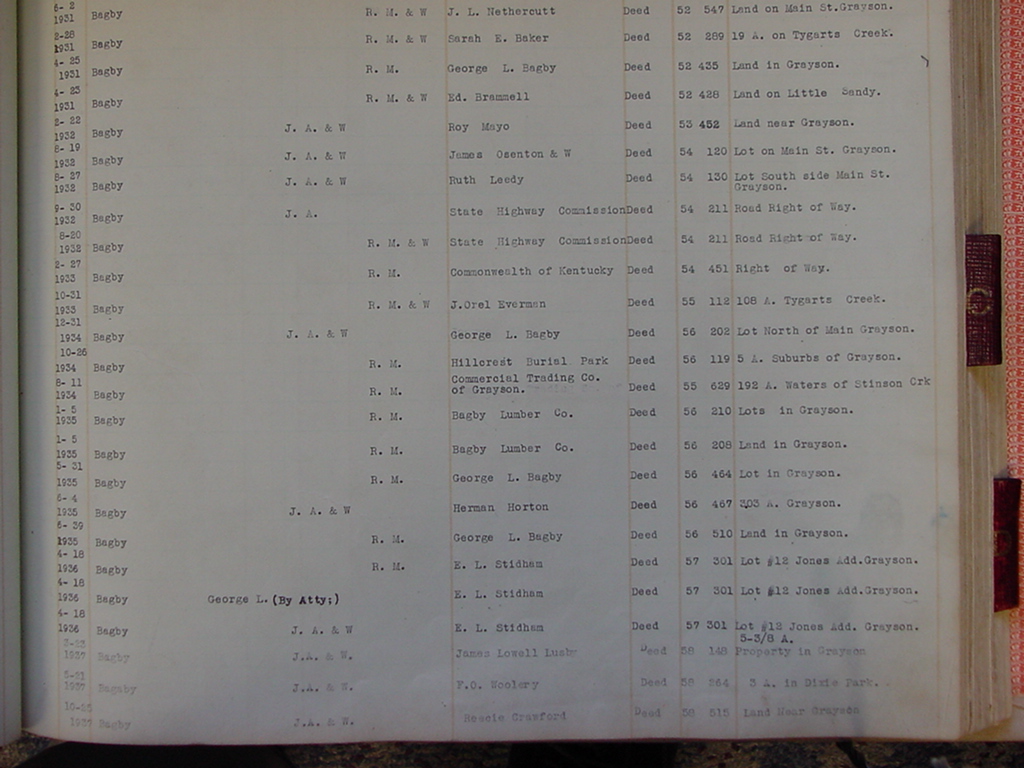 6- 2
1931 Bagby R. M. & W J. L. Nethercutt Deed 52 547 Land on Main St.Grayson.
2-28
1931 Bagby R. M. & W Sarah E. Baker Deed 52 289 19 A. on Tygarts Creek.
4- 25
1931 Bagby R. M. George L. Bagby Deed 52 435 Land in Grayson.
4- 23
1931 Bagby R. M. & W Ed. Brammell Deed 52 428 Land on Little Sandy.
2- 22
1932 Bagby J. A. & W Roy Mayo Deed 53 452 Land near Grayson.
8- 19
1932 Bagby J. A. & W James Osenton & W Deed 54 120 Lot on Main St. Grayson.
8- 27
1932 Bagby J. A. & W Ruth Leedy Deed 54 130 Lot South side Main St.
Grayson.
9- 30
1932 Bagby J. A. State Highway CommissionDeed 54 211 Road Right of Way.
8-20
1932 Bagby R. M. & W State Highway CommissionDeed 54 211 Road Right of Way.
2- 27
1933 Bagby R. M. Commonwealth of Kentucky Deed 54 451 Right of Way.
10-31
1933 Bagby R. M. & W J.Orel Everman Deed 55 112 108 A. Tygarts Creek.
12-31
1934 Bagby J. A. & W George L. Bagby Deed 56 202 Lot North of Main Grayson.
10-26
1934 Bagby R. M. Hillcrest Burial Park Deed 56 119 5 A. Suburbs of Grayson.
8- 11 Commercial Trading Co.
1934 Bagby R. M. of Grayson. Deed 55 629 192 A. Waters of Stinson Crk
1- 5
1935 Bagby R. M. Bagby Lumber Co. Deed 56 210 Lots in Grayson.
1- 5
1935 Bagby R. M. Bagby Lumber Co. Deed 56 208 Land in Grayson.
5- 31
1935 Bagby R. M. George L. Bagby Deed 56 464 Lot in Grayson.
6- 4
1935 Bagby J. A. & W Herman Horton Deed 56 467 303 A. Grayson.
6- 39
1935 Bagby R. M. George L. Bagby Deed 56 510 Land in Grayson.
4- 18
1936 Bagby R. M. E. L. Stidham Deed 57 301 Lot #12 Jones Add.Grayson.
4- 18
1936 Bagby George L. (By Atty;) E. L. Stidham Deed 57 301 Lot #12 Jones Add.Grayson.
4- 18
1936 Bagby J. A. & W E. L. Stidham Deed 57 301 Lot #12 Jones Add. Grayson.
5-3/8 A.
1937 Bagby J.A. & W. James Lowell Lusby Deed 58 148 Property in Grayson
5-21
1937 Bagaby J.A. & W. F.O. Woolery Deed 58 264 3 A. in Dixie Park.
1937 Bagby J.A. & W. Deed 58 515 Land Near Grayson